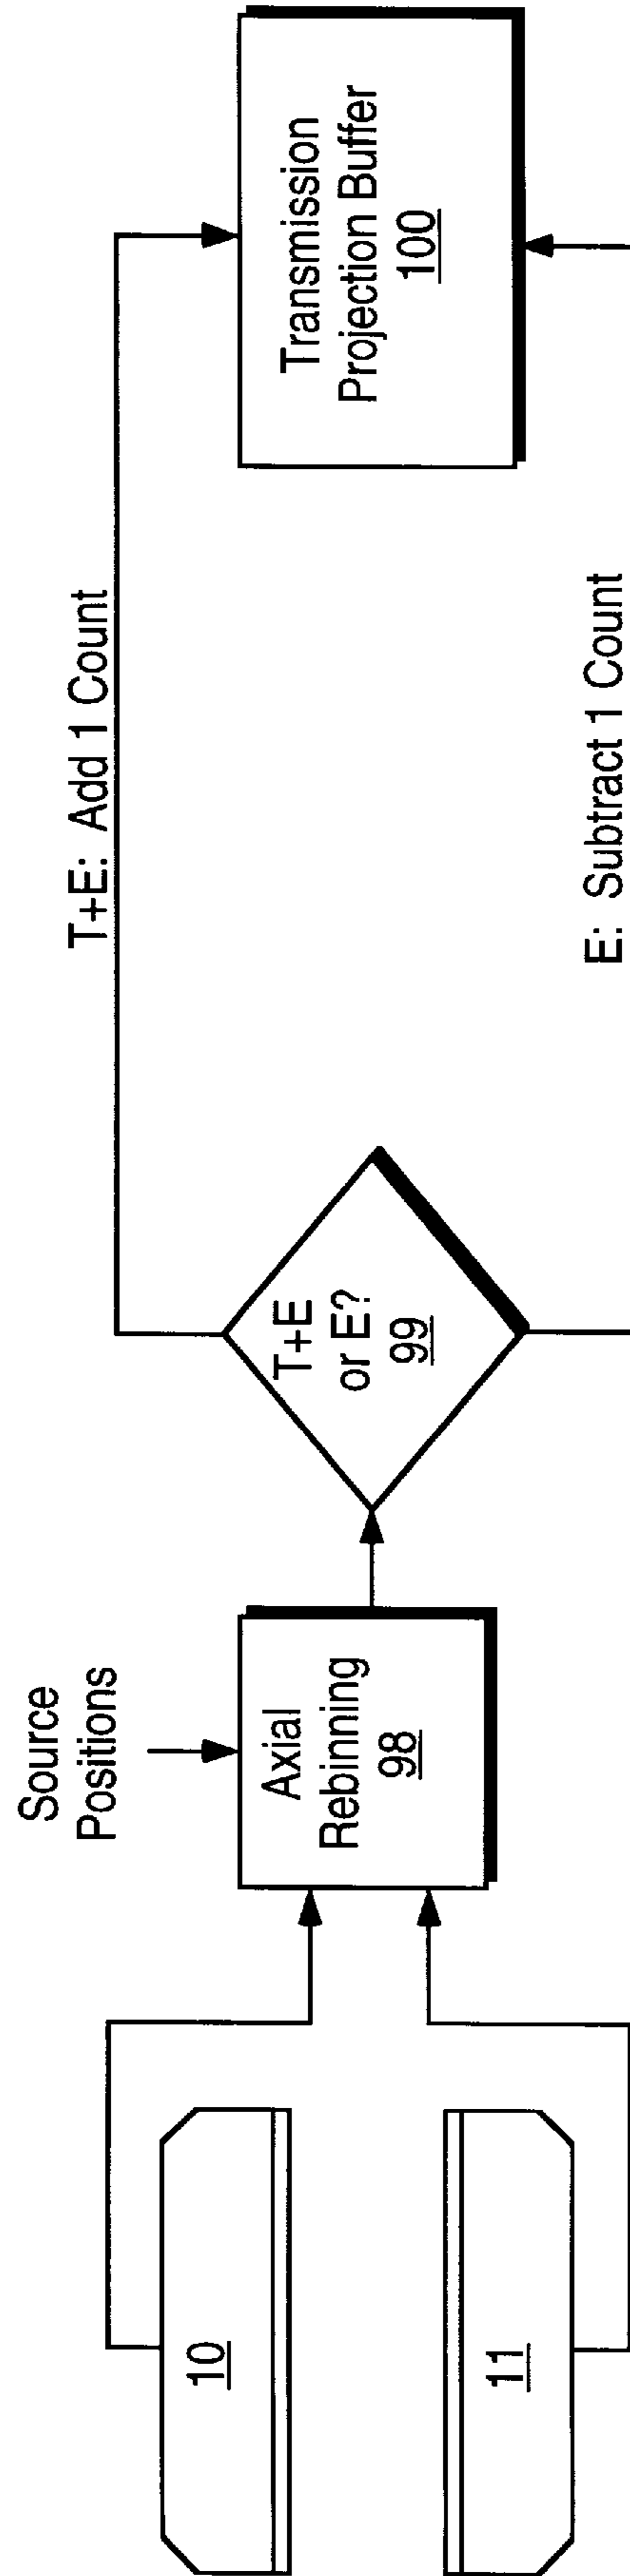 10
11
Source
Positions
Axial
Rebinning
98
T+E
or E?
99
T+E: Add 1 Count
E: Subtract 1 Count
Transmission
Projection Buffer
100